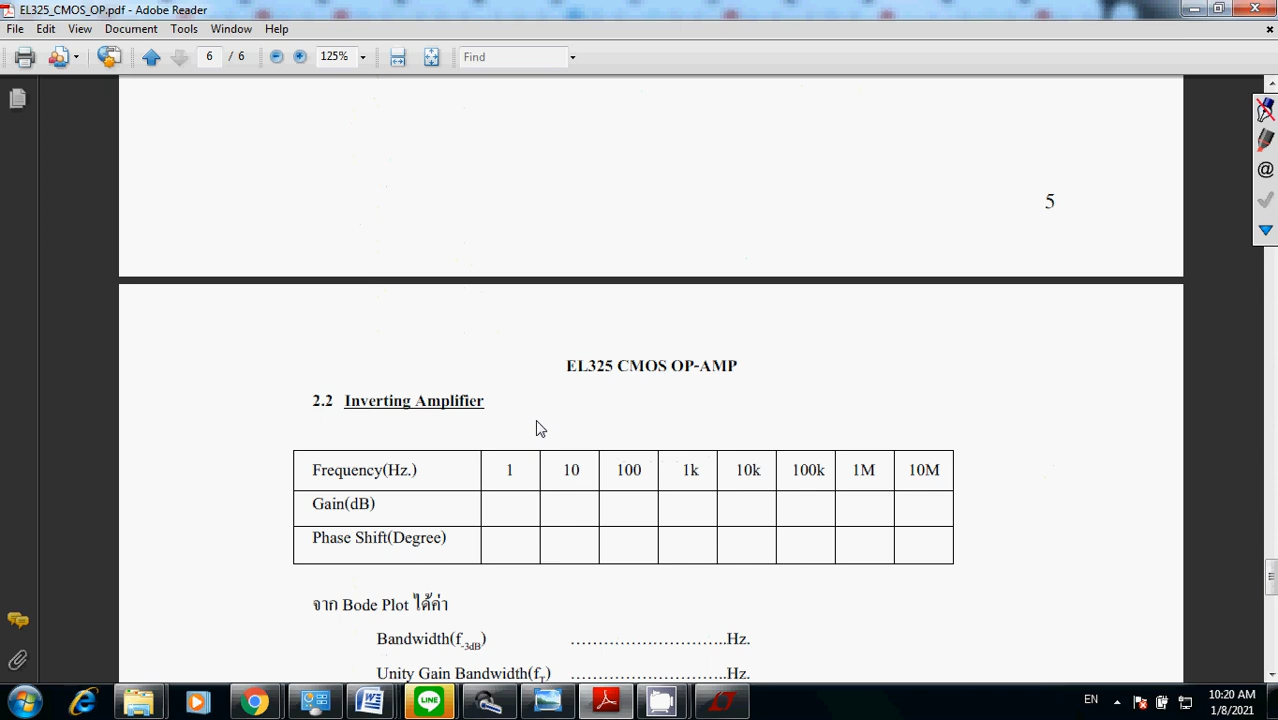 EL325_CMOS_OP.pdf - Adobe Reader
File Edit View Document Tools Window Help
6 / 6 125% Find
5
EL325 CMOS OP-AMP
2.2 Inverting Amplifier
Frequency(Hz.) 1 10 100 1k 10k 100k 1M 10M
Gain(dB)
Phase Shift(Degree)
จาก Bode Plot ได้ค่า
Bandwidth(f-3dB) ………………………..Hz.
Unity Gain Bandwidth(fT) ………………………..Hz.
EN 10:20 AM
LINE 1/8/2021